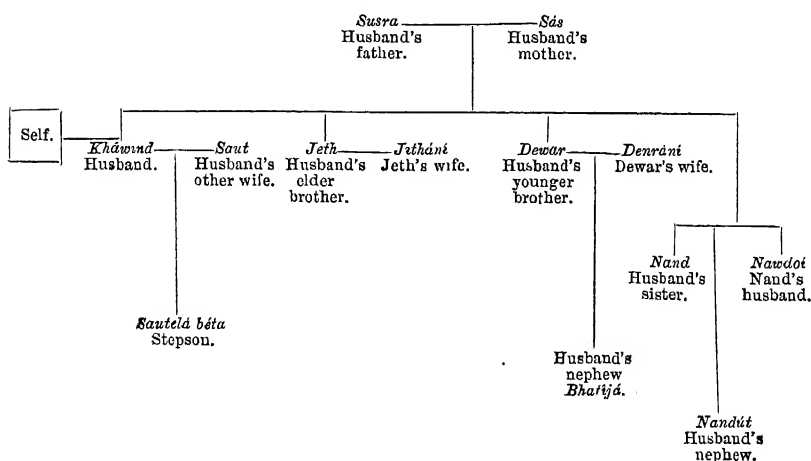 Susra Sás
Husband's Husband's
father. mother.
Self.
Kháwind Saut Jeth Jitháni Dewar Denráni
Husband. Husband's Husband's Jeth's wife. Husband's Dewar's wife.
other wife. elder younger
brother. brother.
Nand Nawdoi
Husband's Nand's
sister. husband.
Sautelá béta
Stepson.
Husband's
nephew
Bhatijá.
Nandút
Husband's
nephew.